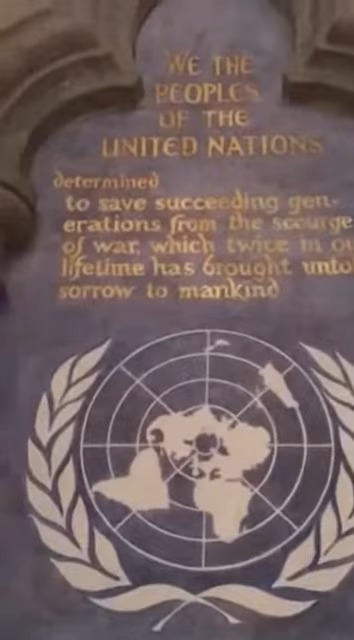 WE THE
PEOPLES
OF THE
UNITED NATIONS
determined
to save succeeding gen-
erations from the scourge
of war, which twice in ou
lifetime has brought unto
sorrow to mankind